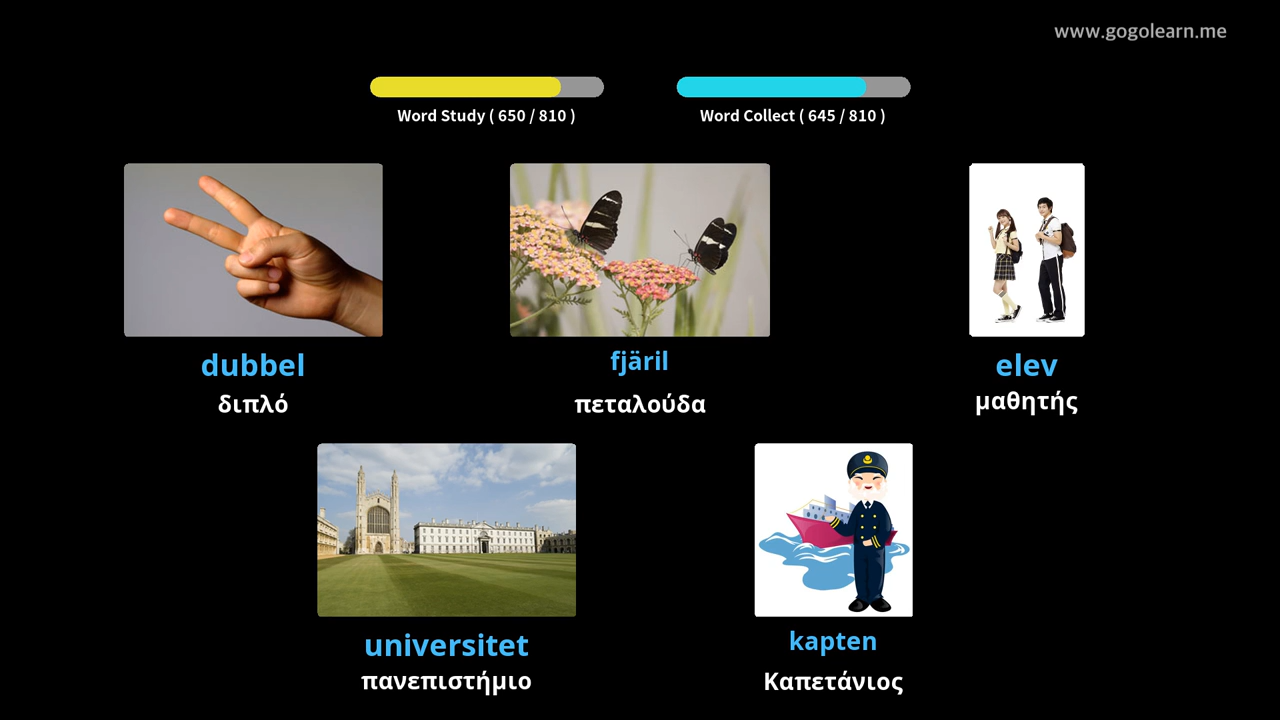 www.gogolearn.me
Word Study ( 650 / 810 )
Word Collect ( 645 / 810 )
dubbel
διπλό
fjäril
πεταλούδα
elev
μαθητής
universitet
πανεπιστήμιο
kapten
Καπετάνιος